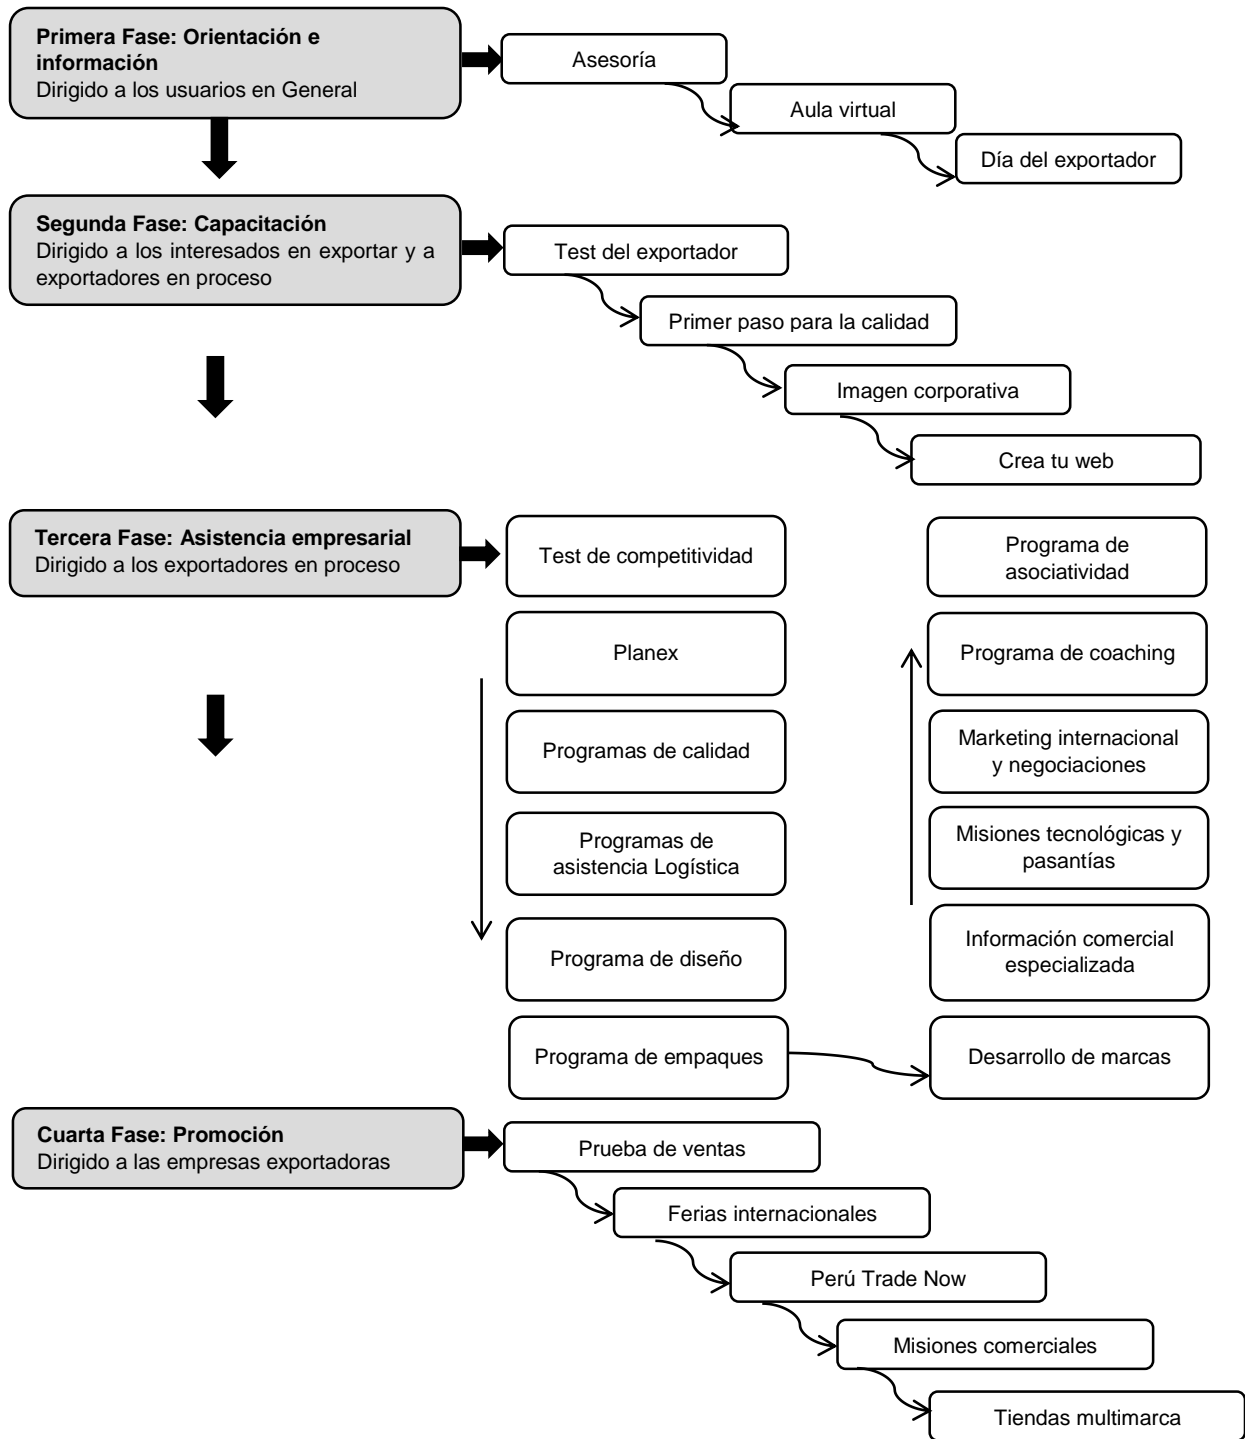 Primera Fase: Orientación e
información
Dirigido a los usuarios en General
Asesoría
Aula virtual
Día del exportador
Segunda Fase: Capacitación
Dirigido a los interesados en exportar y a
exportadores en proceso
Test del exportador
Primer paso para la calidad
Imagen corporativa
Crea tu web
Tercera Fase: Asistencia empresarial
Dirigido a los exportadores en proceso
Test de competitividad
Planex
Programas de calidad
Programas de
asistencia Logística
Programa de diseño
Programa de empaques
Desarrollo de marcas
Información comercial
especializada
Misiones tecnológicas y
pasantías
Marketing internacional
y negociaciones
Programa de coaching
Programa de
asociatividad
Cuarta Fase: Promoción
Dirigido a las empresas exportadoras
Prueba de ventas
Ferias internacionales
Perú Trade Now
Misiones comerciales
Tiendas multimarca